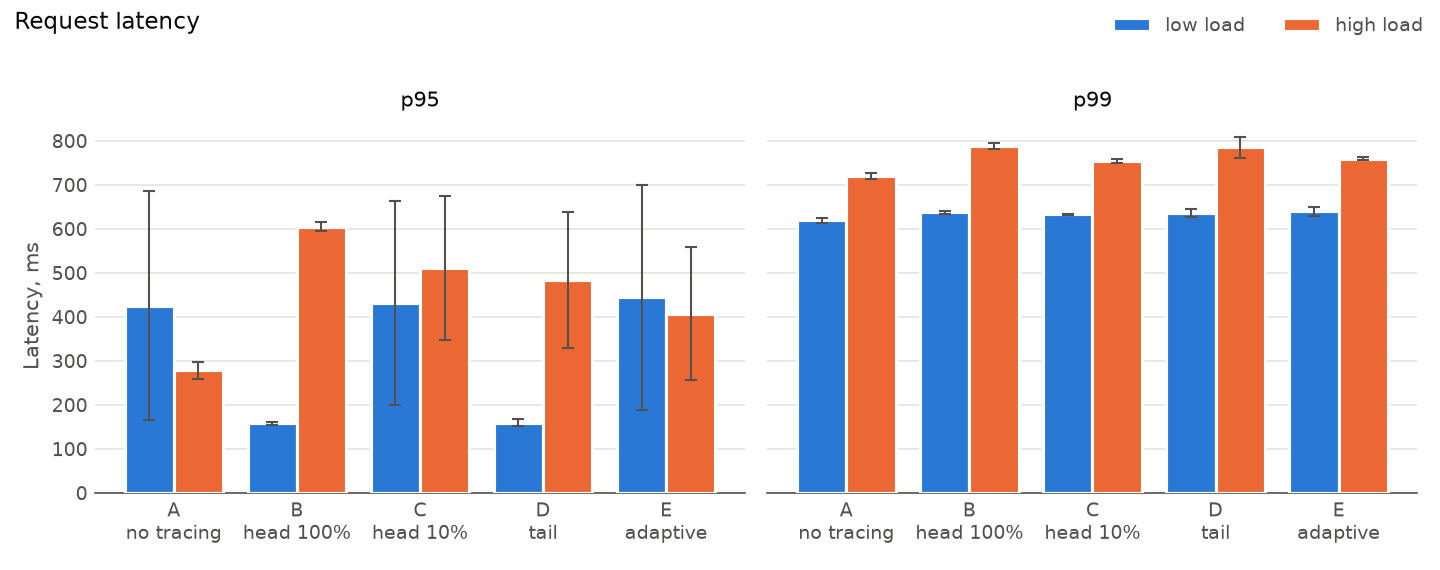 Request latency
low load
high load
p95
p99
Latency, ms
800
700
600
500
400
300
200
100
0
A
no tracing
B
head 100%
C
head 10%
D
tail
E
adaptive
A
no tracing
B
head 100%
C
head 10%
D
tail
E
adaptive